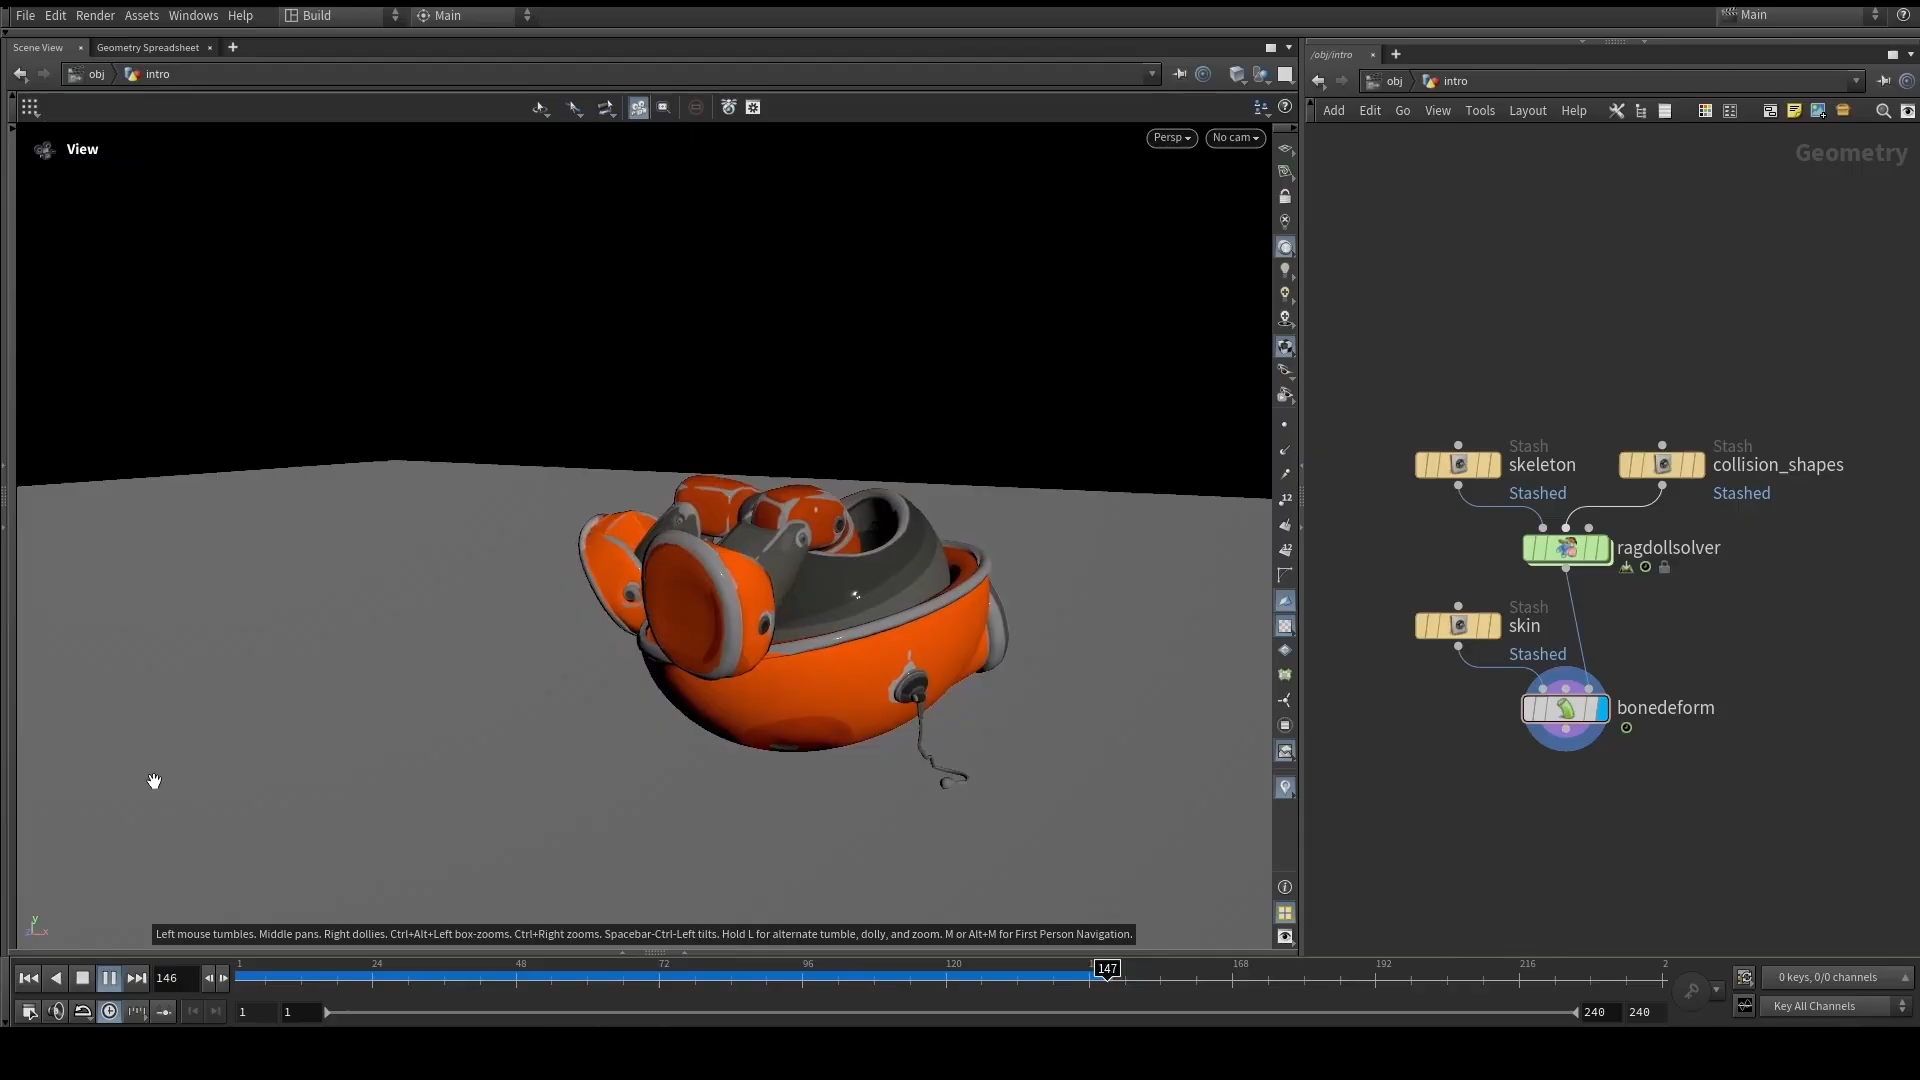 File Edit Render Assets Windows Help Build Main Main
Scene View Geometry Spreadsheet
obj intro
View
Persp No cam
Left mouse tumbles. Middle pans. Right dollies. Ctrl+Alt+Left box-zooms. Ctrl+Right zooms. Spacebar-Ctrl-Left tilts. Hold L for alternate tumble, dolly, and zoom. M or Alt+M for First Person Navigation.
12
12
y
x
/obj/intro
obj intro
Add Edit Go View Tools Layout Help
Geometry
Stash
skeleton
Stashed
Stash
collision_shapes
Stashed
ragdollsolver
Stash
skin
Stashed
bonedeform
146
1 24 48 72 96 120 147 168 192 216 2
0 keys, 0/0 channels
1 1 240 240
Key All Channels